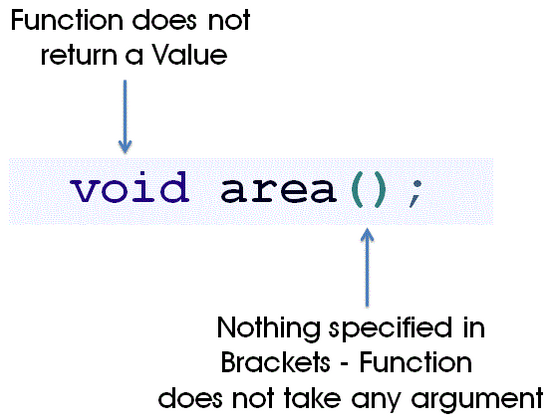 Function does not
return a Value
void area();
Nothing specified in
Brackets - Function
does not take any argument